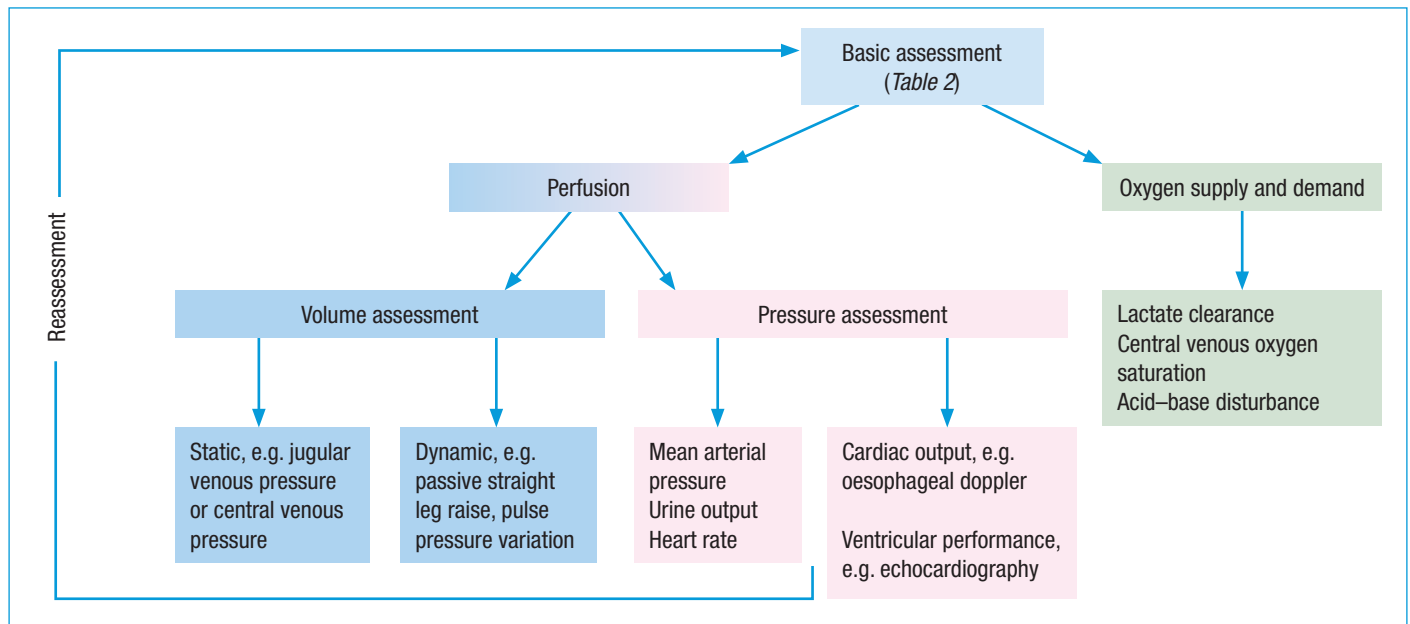 Basic assessment
(Table 2)
Perfusion
Oxygen supply and demand
Reassessment
Volume assessment
Pressure assessment
Lactate clearance
Central venous oxygen
saturation
Acid–base disturbance
Static, e.g. jugular
venous pressure
or central venous
pressure
Dynamic, e.g.
passive straight
leg raise, pulse
pressure variation
Mean arterial
pressure
Urine output
Heart rate
Cardiac output, e.g.
oesophageal doppler
Ventricular performance,
e.g. echocardiography